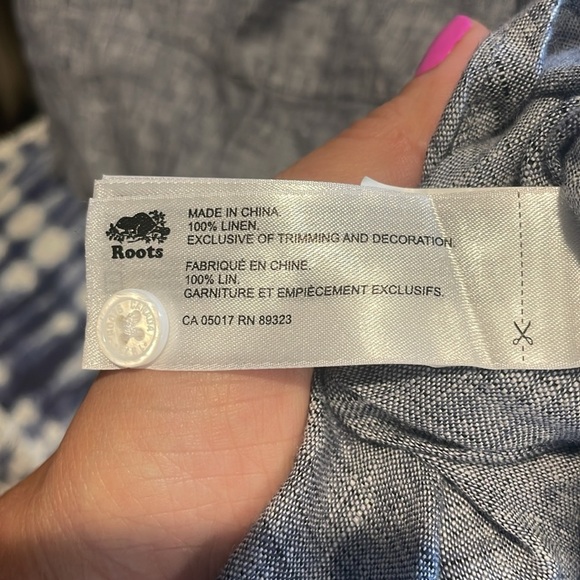 Roots
MADE IN CHINA.
100% LINEN.
EXCLUSIVE OF TRIMMING AND DECORATION.
FABRIQUÉ EN CHINE.
100% LIN.
GARNITURE ET EMPIÈCEMENT EXCLUSIFS.
CA 05017 RN 89323